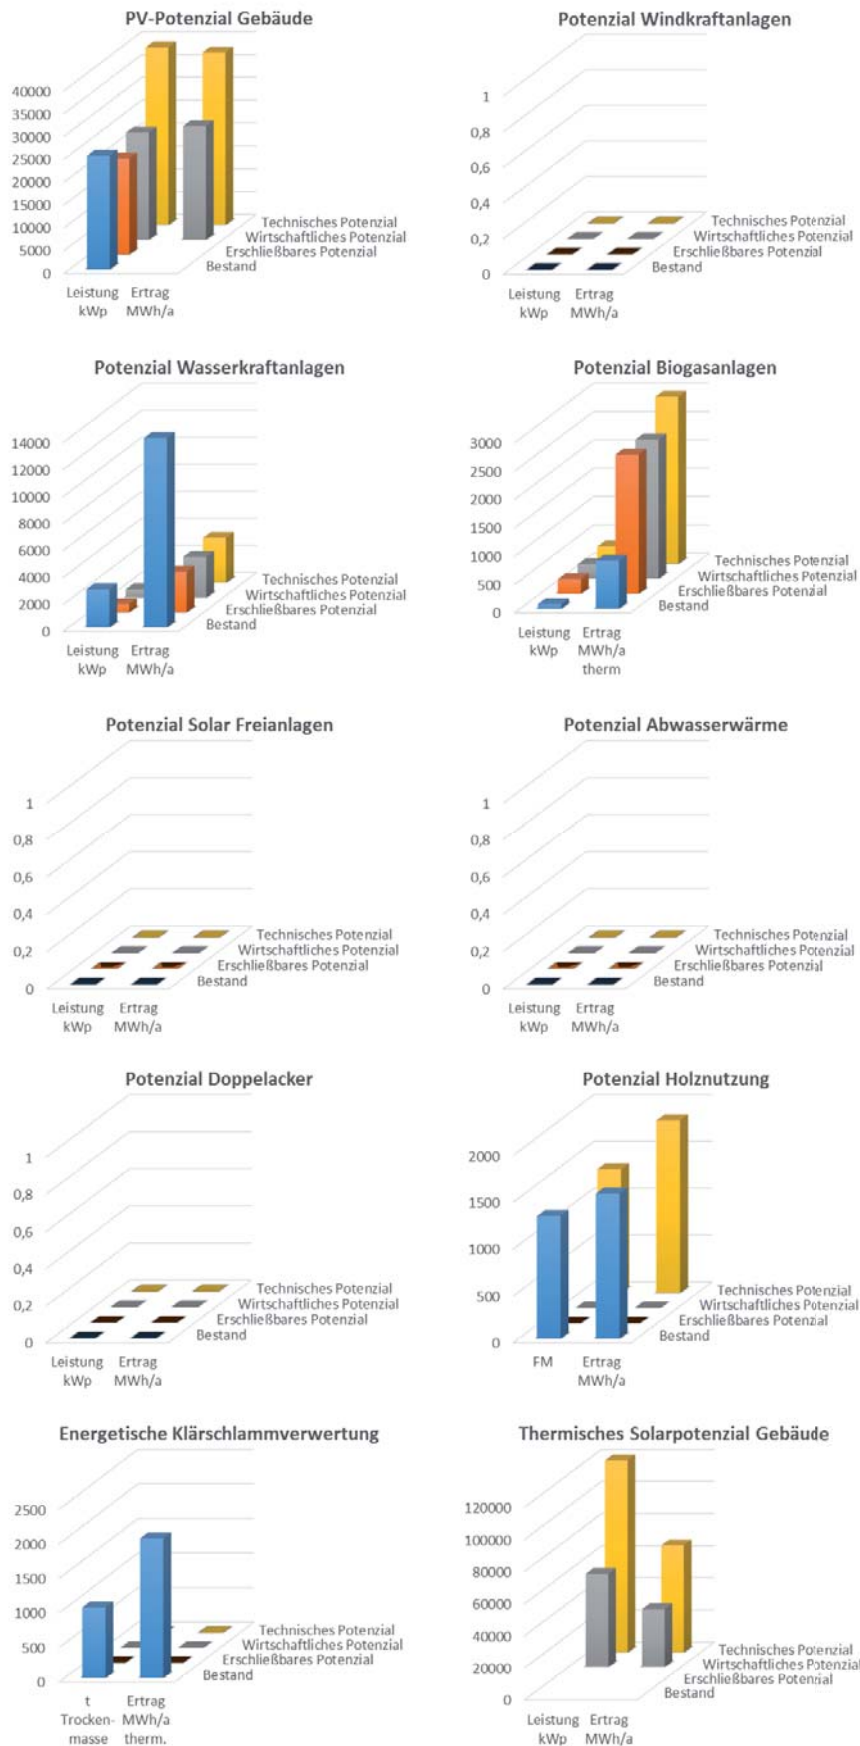 PV-Potenzial Gebäude
40000
35000
30000
25000
20000
15000
10000
5000
0
Technisches Potenzial
Wirtschaftliches Potenzial
Erschließbares Potenzial
Bestand
Leistung Ertrag
kWp MWh/a
Potenzial Windkraftanlagen
1
0,8
0,6
0,4
0,2
0
Technisches Potenzial
Wirtschaftliches Potenzial
Erschließbares Potenzial
Bestand
Leistung Ertrag
kWp MWh/a
Potenzial Wasserkraftanlagen
14000
12000
10000
8000
6000
4000
2000
0
Technisches Potenzial
Wirtschaftliches Potenzial
Erschließbares Potenzial
Bestand
Leistung Ertrag
kWp MWh/a
Potenzial Biogasanlagen
3000
2500
2000
1500
1000
500
0
Technisches Potenzial
Wirtschaftliches Potenzial
Erschließbares Potenzial
Bestand
Leistung Ertrag
kWp MWh/a
therm
Potenzial Solar Freianlagen
1
0,8
0,6
0,4
0,2
0
Technisches Potenzial
Wirtschaftliches Potenzial
Erschließbares Potenzial
Bestand
Leistung Ertrag
kWp MWh/a
Potenzial Abwasserwärme
1
0,8
0,6
0,4
0,2
0
Technisches Potenzial
Wirtschaftliches Potenzial
Erschließbares Potenzial
Bestand
Leistung Ertrag
kWp MWh/a
Potenzial Doppelacker
1
0,8
0,6
0,4
0,2
0
Technisches Potenzial
Wirtschaftliches Potenzial
Erschließbares Potenzial
Bestand
Leistung Ertrag
kWp MWh/a
Potenzial Holznutzung
2000
1500
1000
500
0
Technisches Potenzial
Wirtschaftliches Potenzial
Erschließbares Potenzial
Bestand
FM Ertrag
MWh/a
Energetische Klärschlammverwertung
2500
2000
1500
1000
500
0
Technisches Potenzial
Wirtschaftliches Potenzial
Erschließbares Potenzial
Bestand
t Ertrag
Trocken- MWh/a
masse therm.
Thermisches Solarpotenzial Gebäude
120000
100000
80000
60000
40000
20000
0
Technisches Potenzial
Wirtschaftliches Potenzial
Erschließbares Potenzial
Bestand
Leistung Ertrag
kWp MWh/a